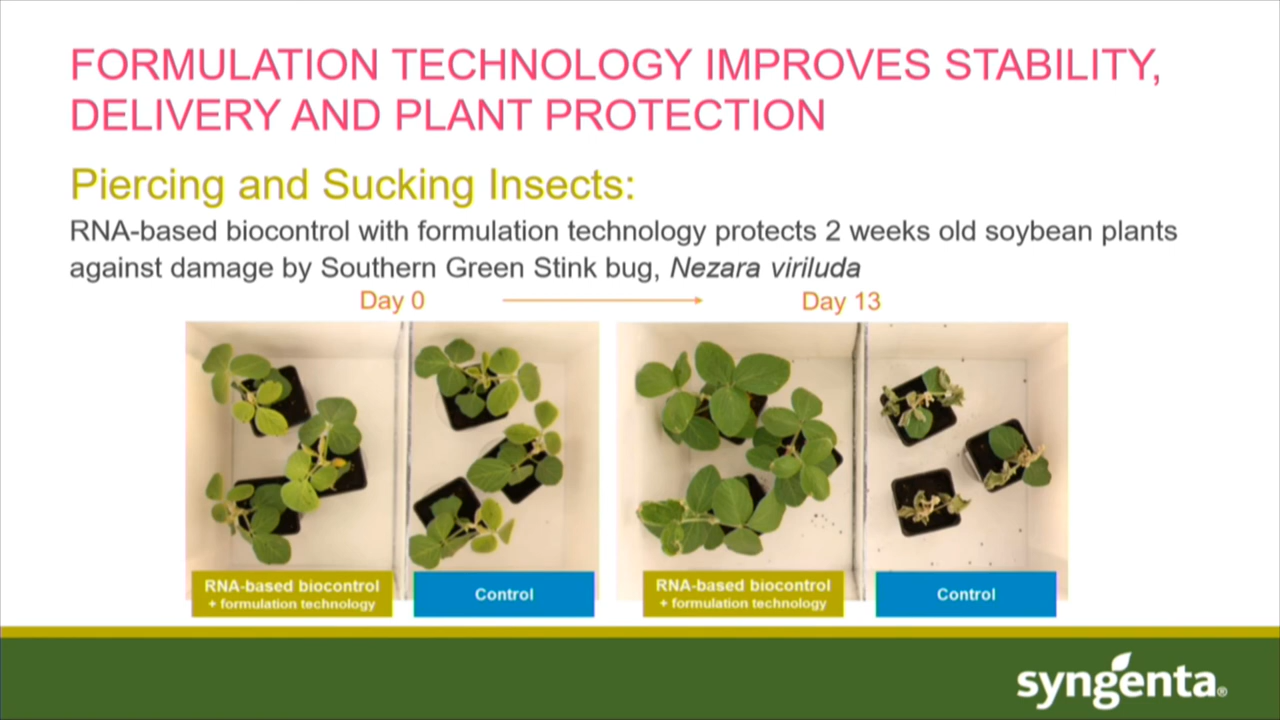 FORMULATION TECHNOLOGY IMPROVES STABILITY,
DELIVERY AND PLANT PROTECTION
Piercing and Sucking Insects:
RNA-based biocontrol with formulation technology protects 2 weeks old soybean plants
against damage by Southern Green Stink bug, Nezara viriluda
Day 0
Day 13
RNA-based biocontrol
+ formulation technology
Control
RNA-based biocontrol
+ formulation technology
Control
syngenta®